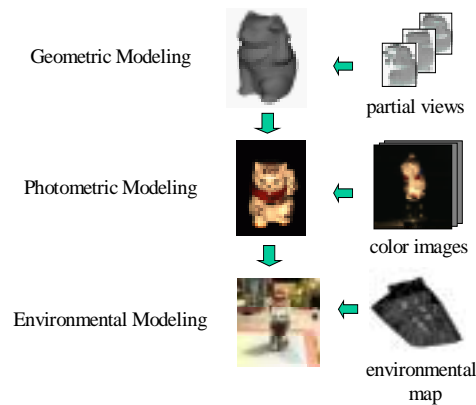 Geometric Modeling
partial views
Photometric Modeling
color images
Environmental Modeling
environmental
map